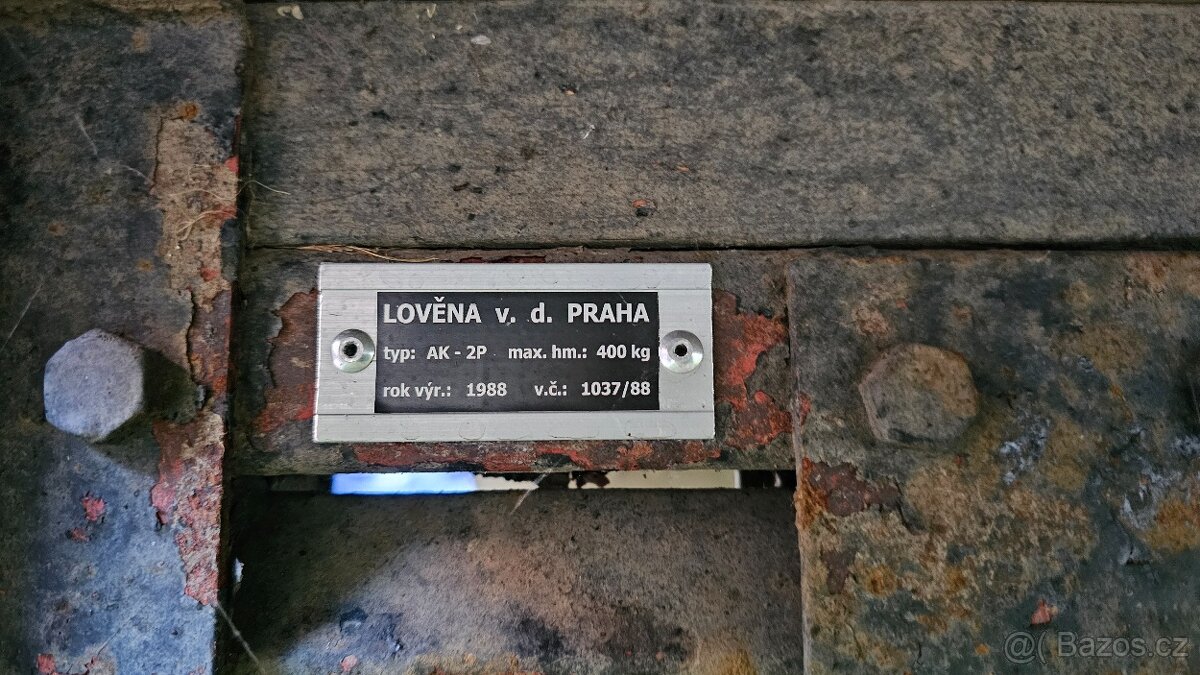 LOVĚNA v. d. PRAHA
typ: AK - 2P max. hm.: 400 kg
rok výr.: 1988 v.č.: 1037/88
@( Bazos.cz